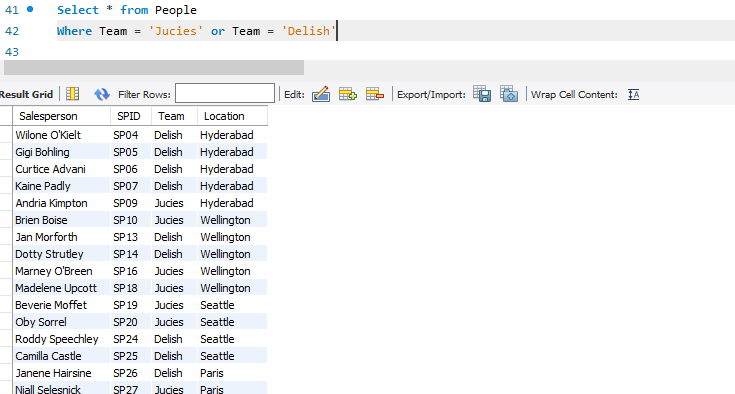 41 Select * from People
42 Where Team = 'Jucies' or Team = 'Delish'
43
Result Grid Filter Rows: Edit: Export/Import: Wrap Cell Content:
Salesperson SPID Team Location
Wilone O'Kielt SP04 Delish Hyderabad
Gigi Bohling SP05 Delish Hyderabad
Curtice Advani SP06 Delish Hyderabad
Kaine Padly SP07 Delish Hyderabad
Andria Kimpton SP09 Jucies Hyderabad
Brien Boise SP10 Jucies Wellington
Jan Morforth SP13 Delish Wellington
Dotty Strutley SP14 Delish Wellington
Marney O'Breen SP16 Jucies Wellington
Madelene Upcott SP18 Jucies Wellington
Beverie Moffet SP19 Jucies Seattle
Oby Sorrel SP20 Jucies Seattle
Roddy Speechley SP24 Delish Seattle
Camilla Castle SP25 Delish Seattle
Janene Hairsine SP26 Delish Paris
Niall Selesnick SP27 Jucies Paris